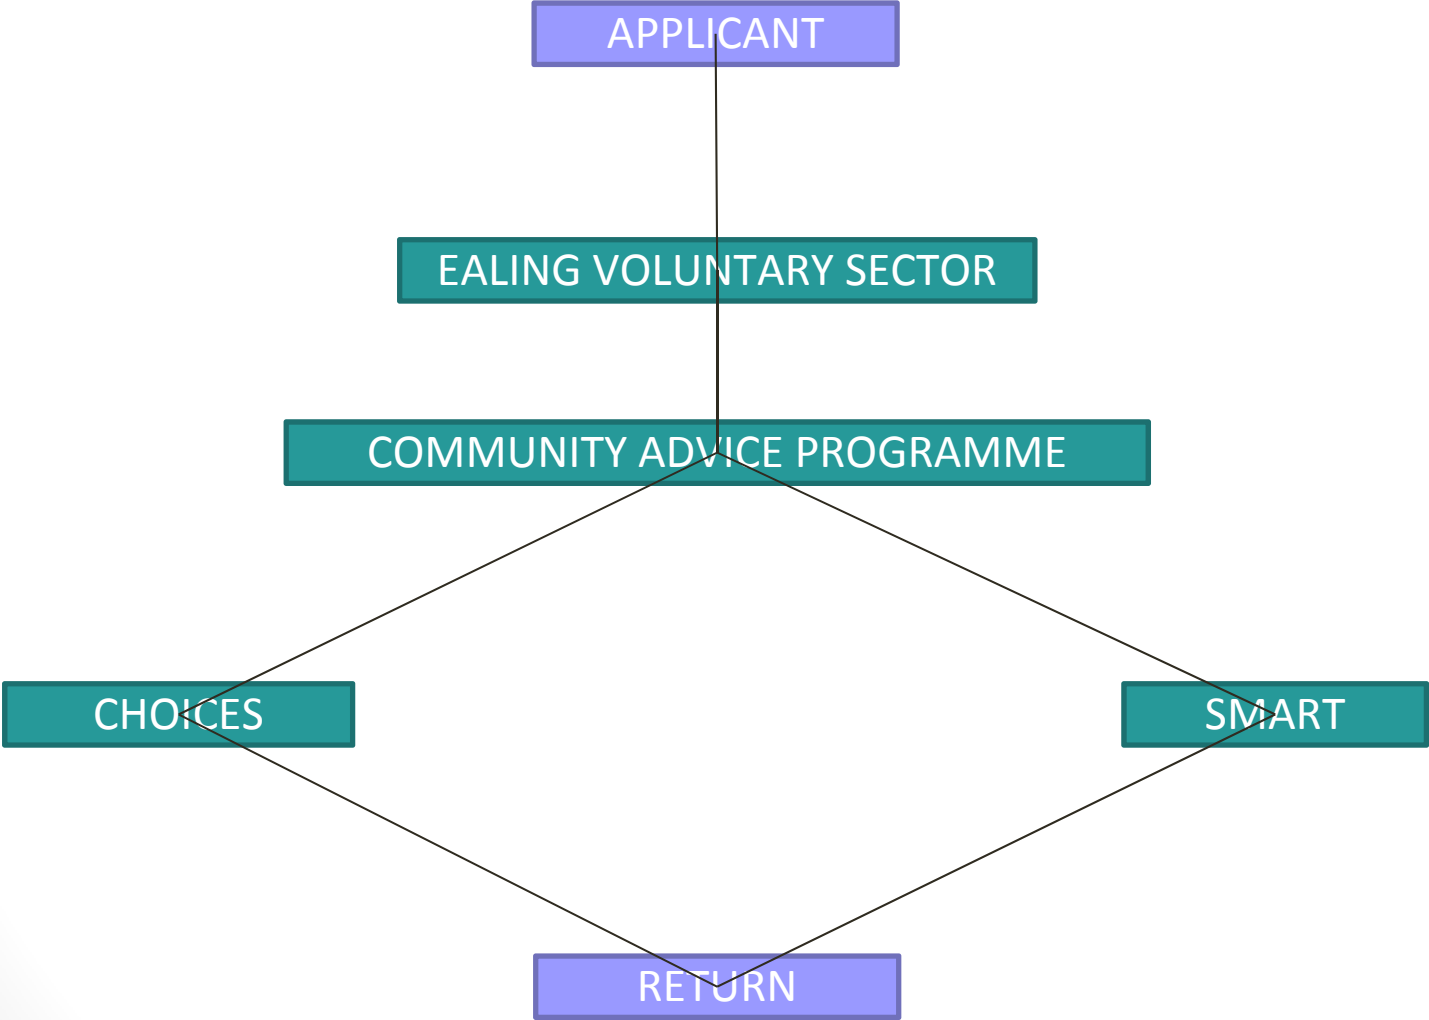 APPLICANT
EALING VOLUNTARY SECTOR
COMMUNITY ADVICE PROGRAMME
CHOICES
SMART
RETURN